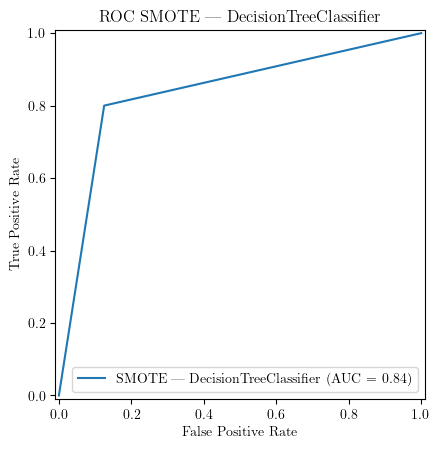 ROC SMOTE — DecisionTreeClassifier
1.0
0.8
0.6
0.4
0.2
0.0
True Positive Rate
SMOTE — DecisionTreeClassifier (AUC = 0.84)
0.0 0.2 0.4 0.6 0.8 1.0
False Positive Rate